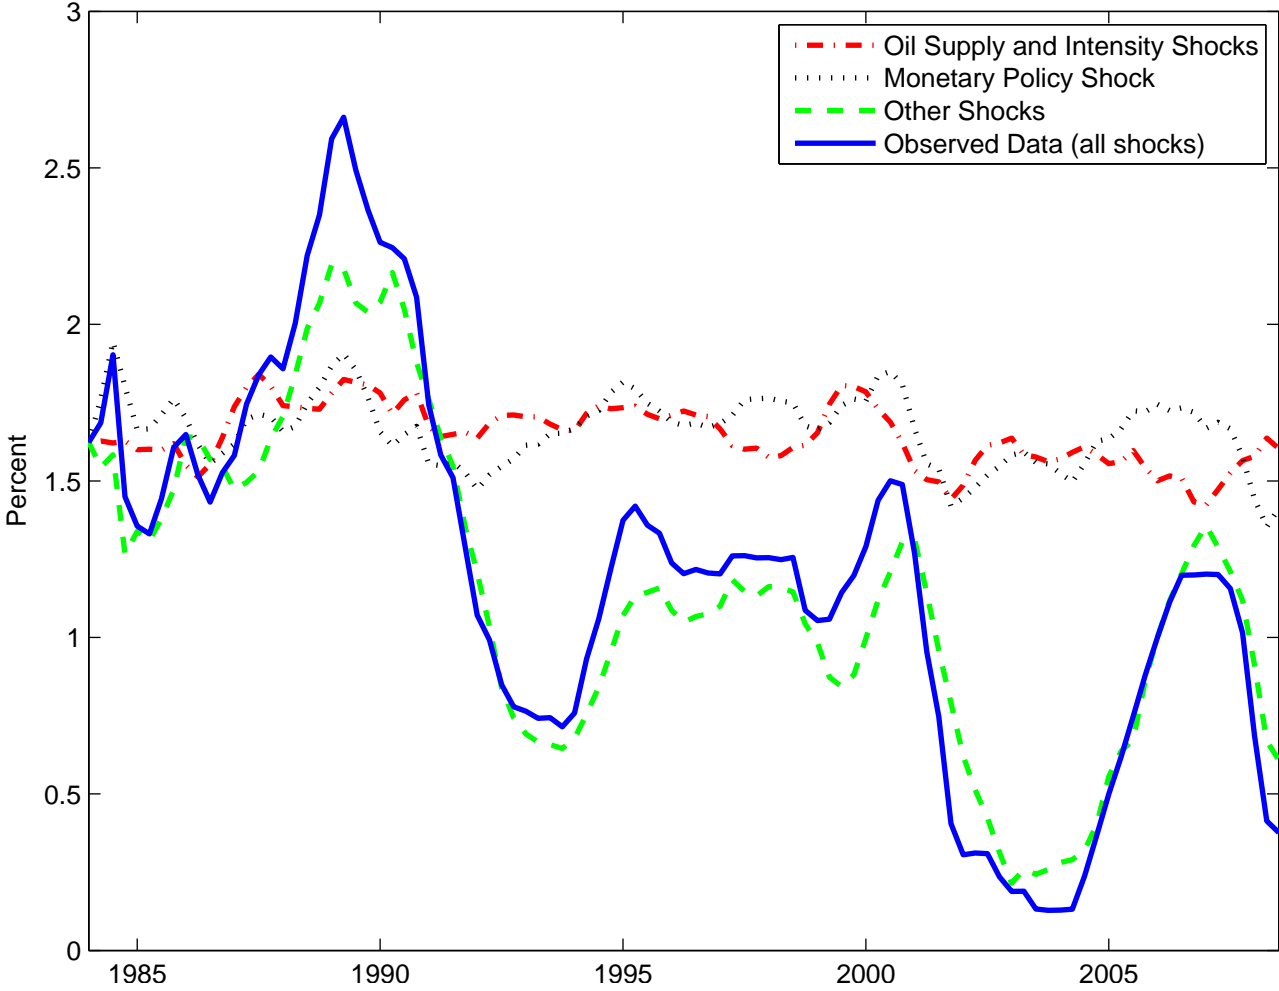 3
2.5
2
1.5
1
0.5
0
Percent
Oil Supply and Intensity Shocks
Monetary Policy Shock
Other Shocks
Observed Data (all shocks)
1985 1990 1995 2000 2005